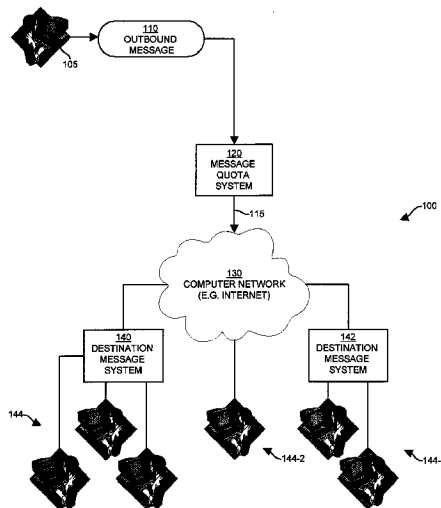 110
OUTBOUND
MESSAGE
105
120
MESSAGE
QUOTA
SYSTEM
115
100
130
COMPUTER NETWORK
(E.G. INTERNET)
140
DESTINATION
MESSAGE
SYSTEM
142
DESTINATION
MESSAGE
SYSTEM
144
144-2
144-